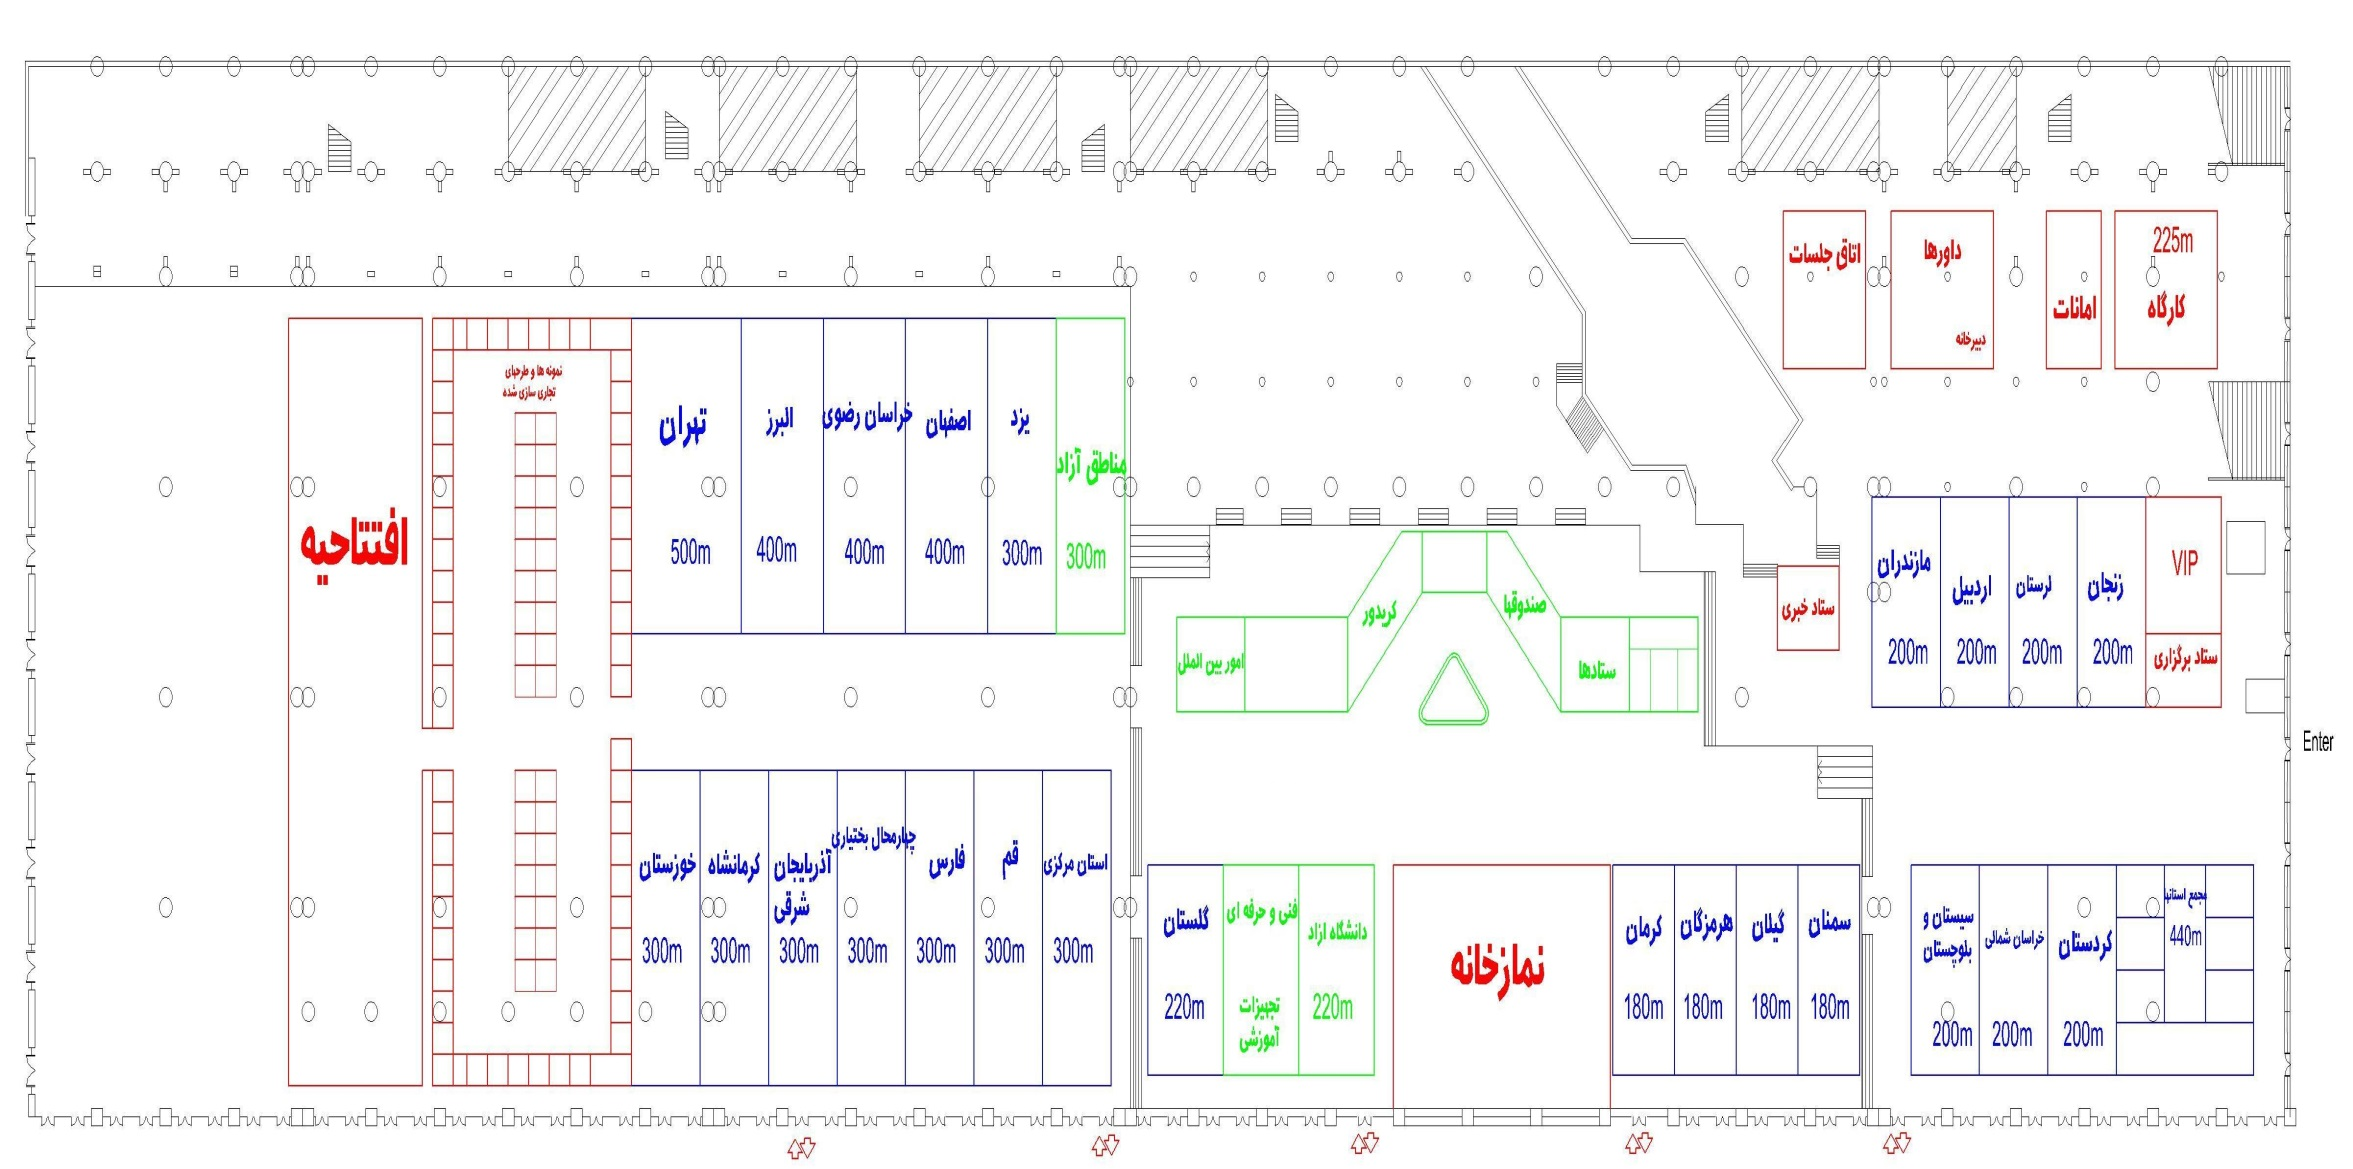 اتاق جلسات
داورها
دبیرخانه
امانات
225m
کارگاه
افتتاحیه
نمونه ها و طرحهای
تجاری سازی شده
تهران
500m
البرز
400m
خراسان رضوی
400m
اصفهان
400m
یزد
300m
مناطق آزاد
300m
امور بین الملل
کریدور
صندوقها
ستادها
ستاد خبری
مازندران
200m
اردبیل
200m
لرستان
200m
زنجان
200m
VIP
ستاد برگزاری
Enter
خوزستان
300m
کرمانشاه
300m
آذربایجان
شرقی
300m
چهارمحال بختیاری
300m
فارس
300m
قم
300m
استان مرکزی
300m
گلستان
220m
فنی و حرفه ای
تجهیزات
آموزشی
دانشگاه ازاد
220m
نمازخانه
کرمان
180m
هرمزگان
180m
گیلان
180m
سمنان
180m
سیستان و
بلوچستان
200m
خراسان شمالی
200m
کردستان
200m
مجمع استانها
440m